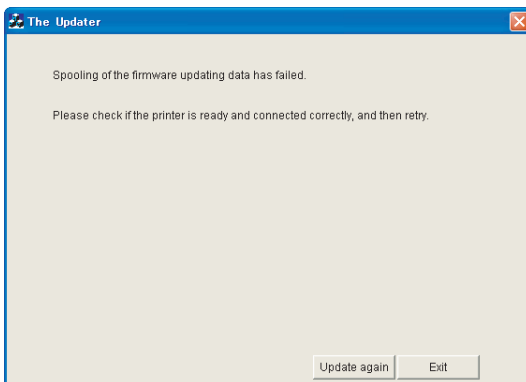 The Updater
Spooling of the firmware updating data has failed.
Please check if the printer is ready and connected correctly, and then retry.
Update again
Exit